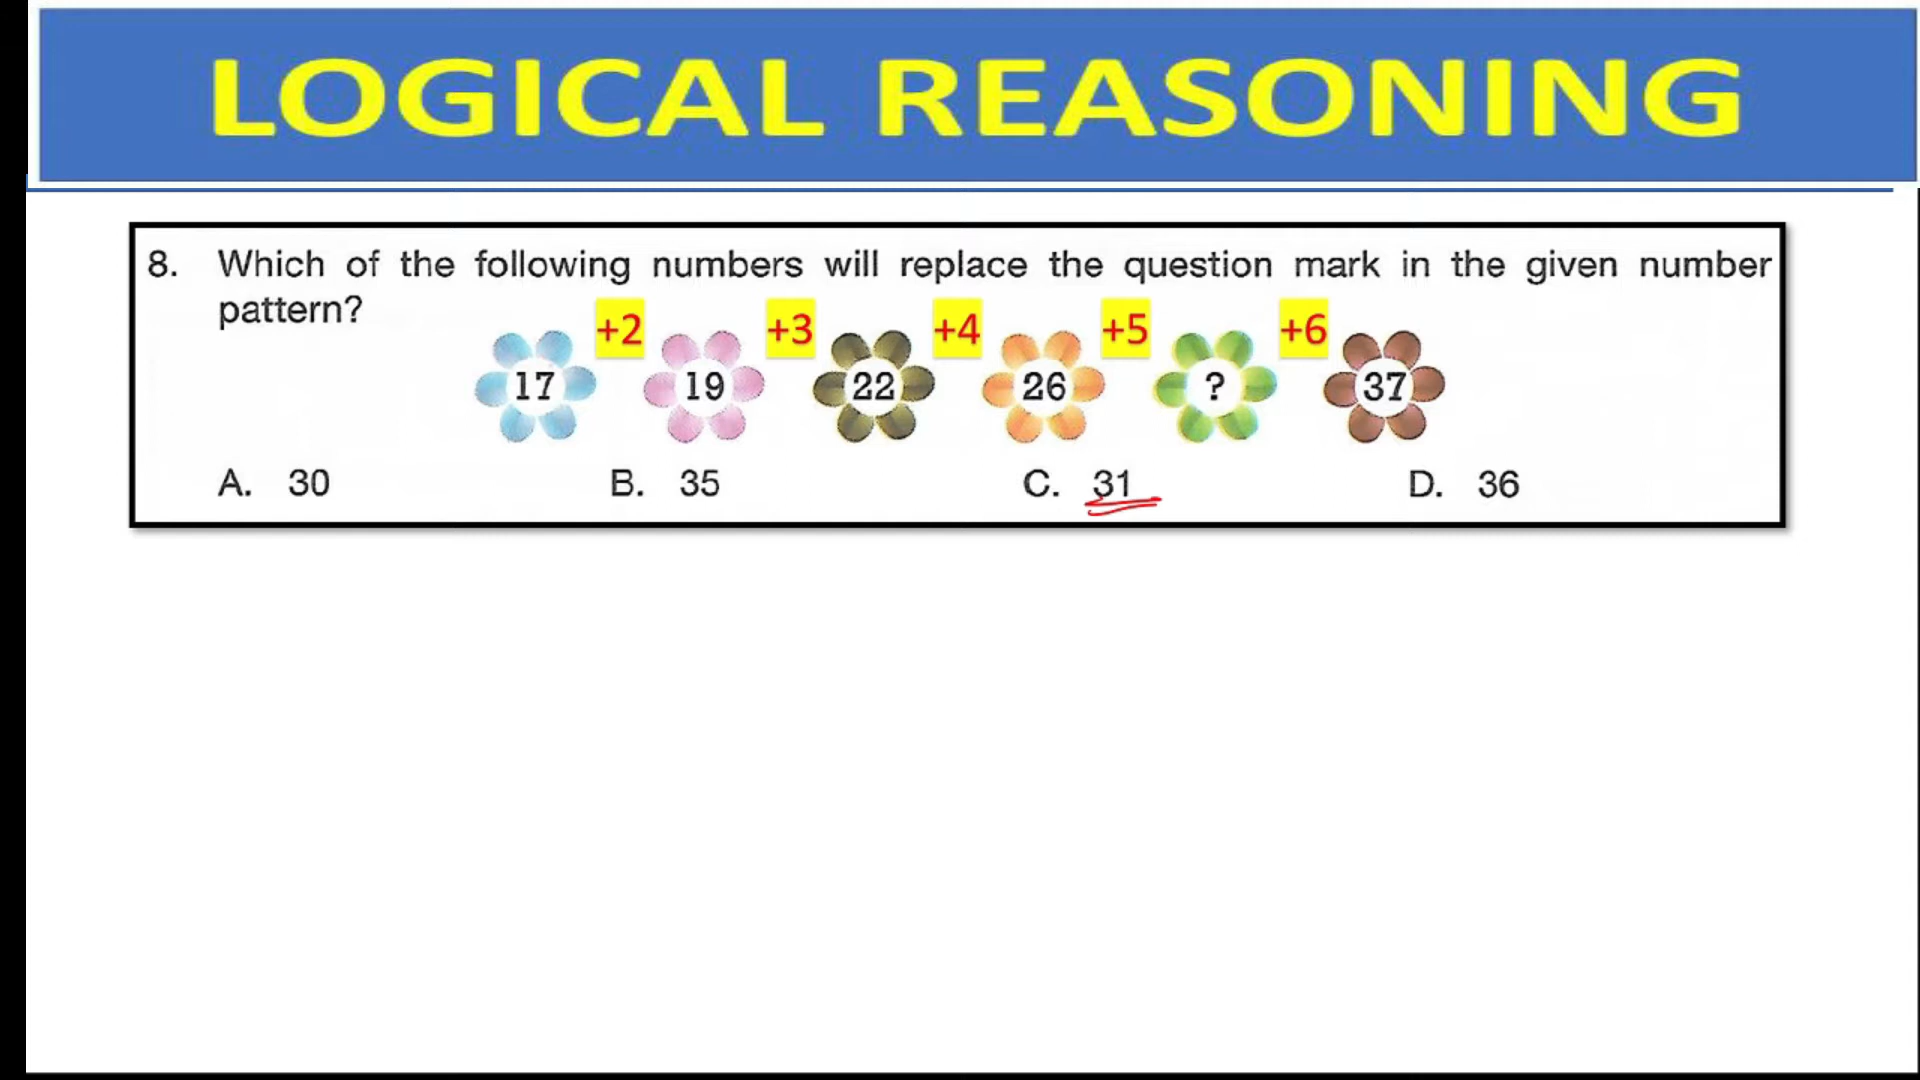 LOGICAL REASONING
8. Which of the following numbers will replace the question mark in the given number
pattern?
+2 +3 +4 +5 +6
17 19 22 26 ? 37
A. 30 B. 35 C. 31 D. 36